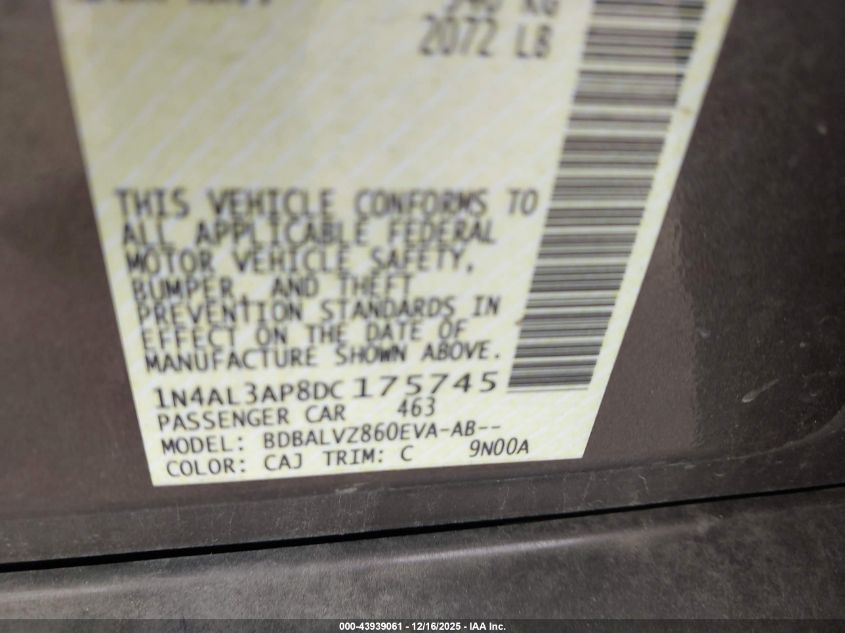 940 KG
2072 LB
THIS VEHICLE CONFORMS TO
ALL APPLICABLE FEDERAL
MOTOR VEHICLE SAFETY,
BUMPER, AND THEFT
PREVENTION STANDARDS IN
EFFECT ON THE DATE OF
MANUFACTURE SHOWN ABOVE.
1N4AL3AP8DC175745
PASSENGER CAR 463
MODEL: BDBALVZ860EVA-AB--
COLOR: CAJ TRIM: C 9N00A
000-43939061 - 12/16/2025 - IAA Inc.